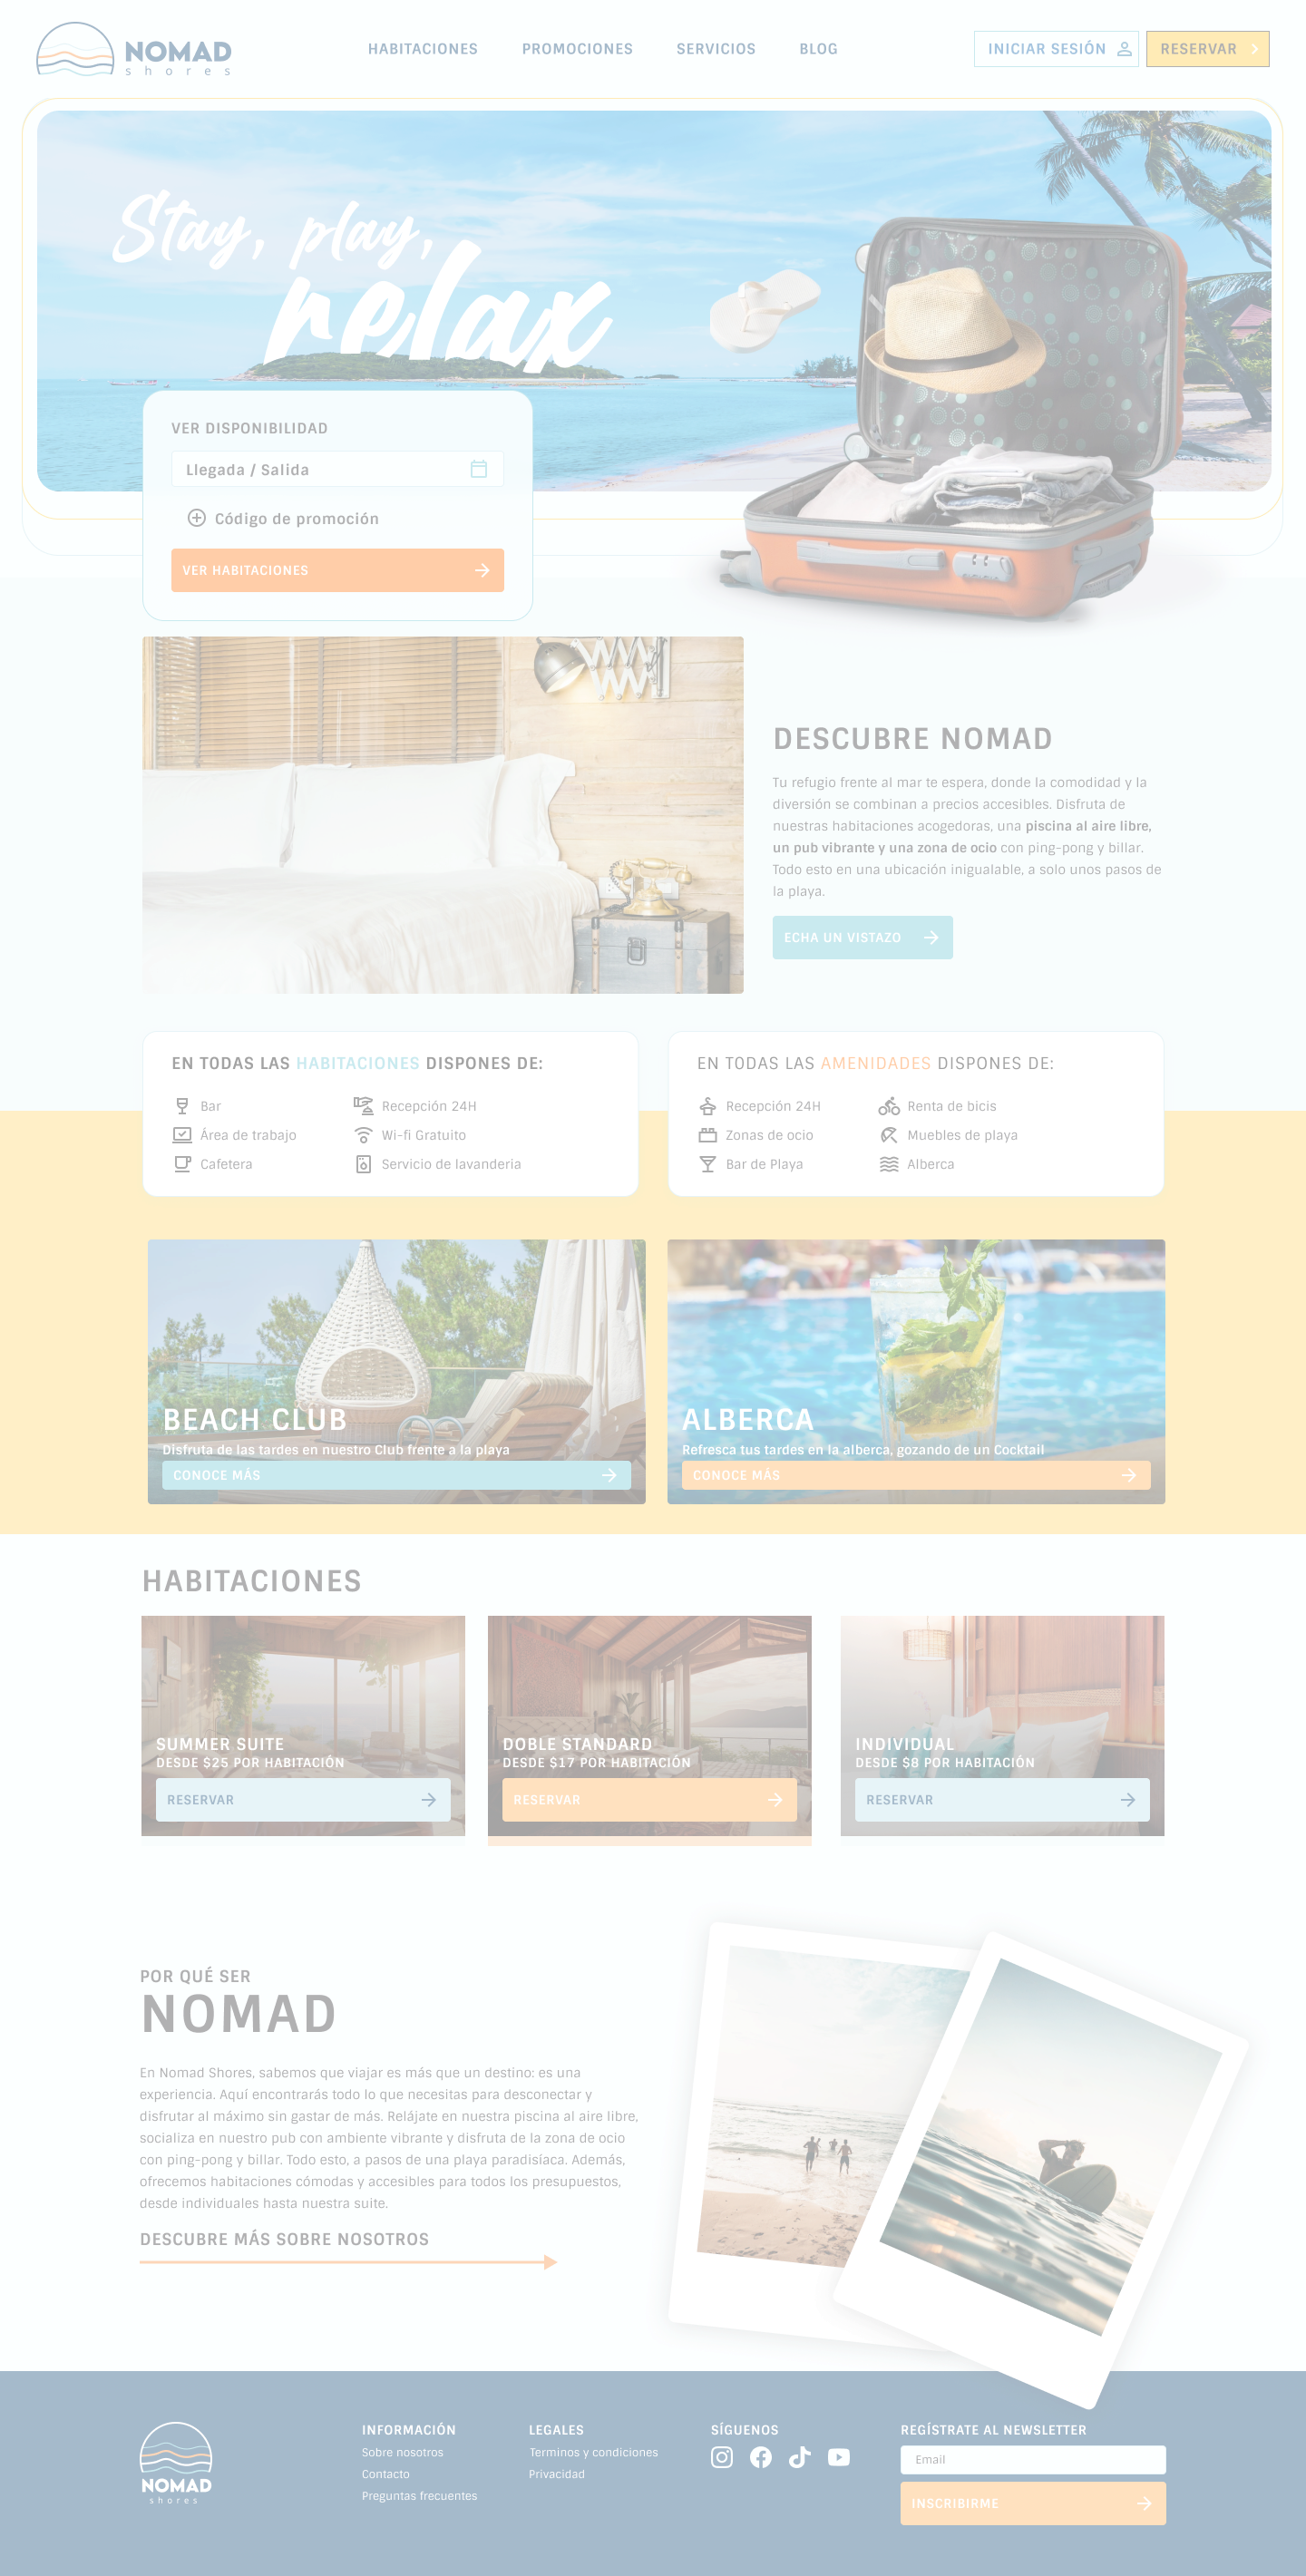 NOMAD
shores
HABITACIONES
PROMOCIONES
SERVICIOS
BLOG
INICIAR SESIÓN
RESERVAR
Stay, play,
relax
VER DISPONIBILIDAD
Llegada / Salida
Código de promoción
VER HABITACIONES
DESCUBRE NOMAD
Tu refugio frente al mar te espera, donde la comodidad y la
diversión se combinan a precios accesibles. Disfruta de
nuestras habitaciones acogedoras, una piscina al aire libre,
un pub vibrante y una zona de ocio con ping-pong y billar.
Todo esto en una ubicación inigualable, a solo unos pasos de
la playa.
ECHA UN VISTAZO
EN TODAS LAS HABITACIONES DISPONES DE:
Bar
Recepción 24H
Área de trabajo
Wi-fi Gratuito
Cafetera
Servicio de lavanderia
EN TODAS LAS AMENIDADES DISPONES DE:
Recepción 24H
Renta de bicis
Zonas de ocio
Muebles de playa
Bar de Playa
Alberca
BEACH CLUB
Disfruta de las tardes en nuestro Club frente a la playa
CONOCE MÁS
ALBERCA
Refresca tus tardes en la alberca, gozando de un Cocktail
CONOCE MÁS
HABITACIONES
SUMMER SUITE
DESDE $25 POR HABITACIÓN
RESERVAR
DOBLE STANDARD
DESDE $17 POR HABITACIÓN
RESERVAR
INDIVIDUAL
DESDE $8 POR HABITACIÓN
RESERVAR
POR QUÉ SER
NOMAD
En Nomad Shores, sabemos que viajar es más que un destino: es una
experiencia. Aquí encontrarás todo lo que necesitas para desconectar y
disfrutar al máximo sin gastar de más. Relájate en nuestra piscina al aire libre,
socializa en nuestro pub con ambiente vibrante y disfruta de la zona de ocio
con ping-pong y billar. Todo esto, a pasos de una playa paradisíaca. Además,
ofrecemos habitaciones cómodas y accesibles para todos los presupuestos,
desde individuales hasta nuestra suite.
DESCUBRE MÁS SOBRE NOSOTROS
NOMAD
shores
INFORMACIÓN
Sobre nosotros
Contacto
Preguntas frecuentes
LEGALES
Terminos y condiciones
Privacidad
SÍGUENOS
REGÍSTRATE AL NEWSLETTER
Email
INSCRIBIRME